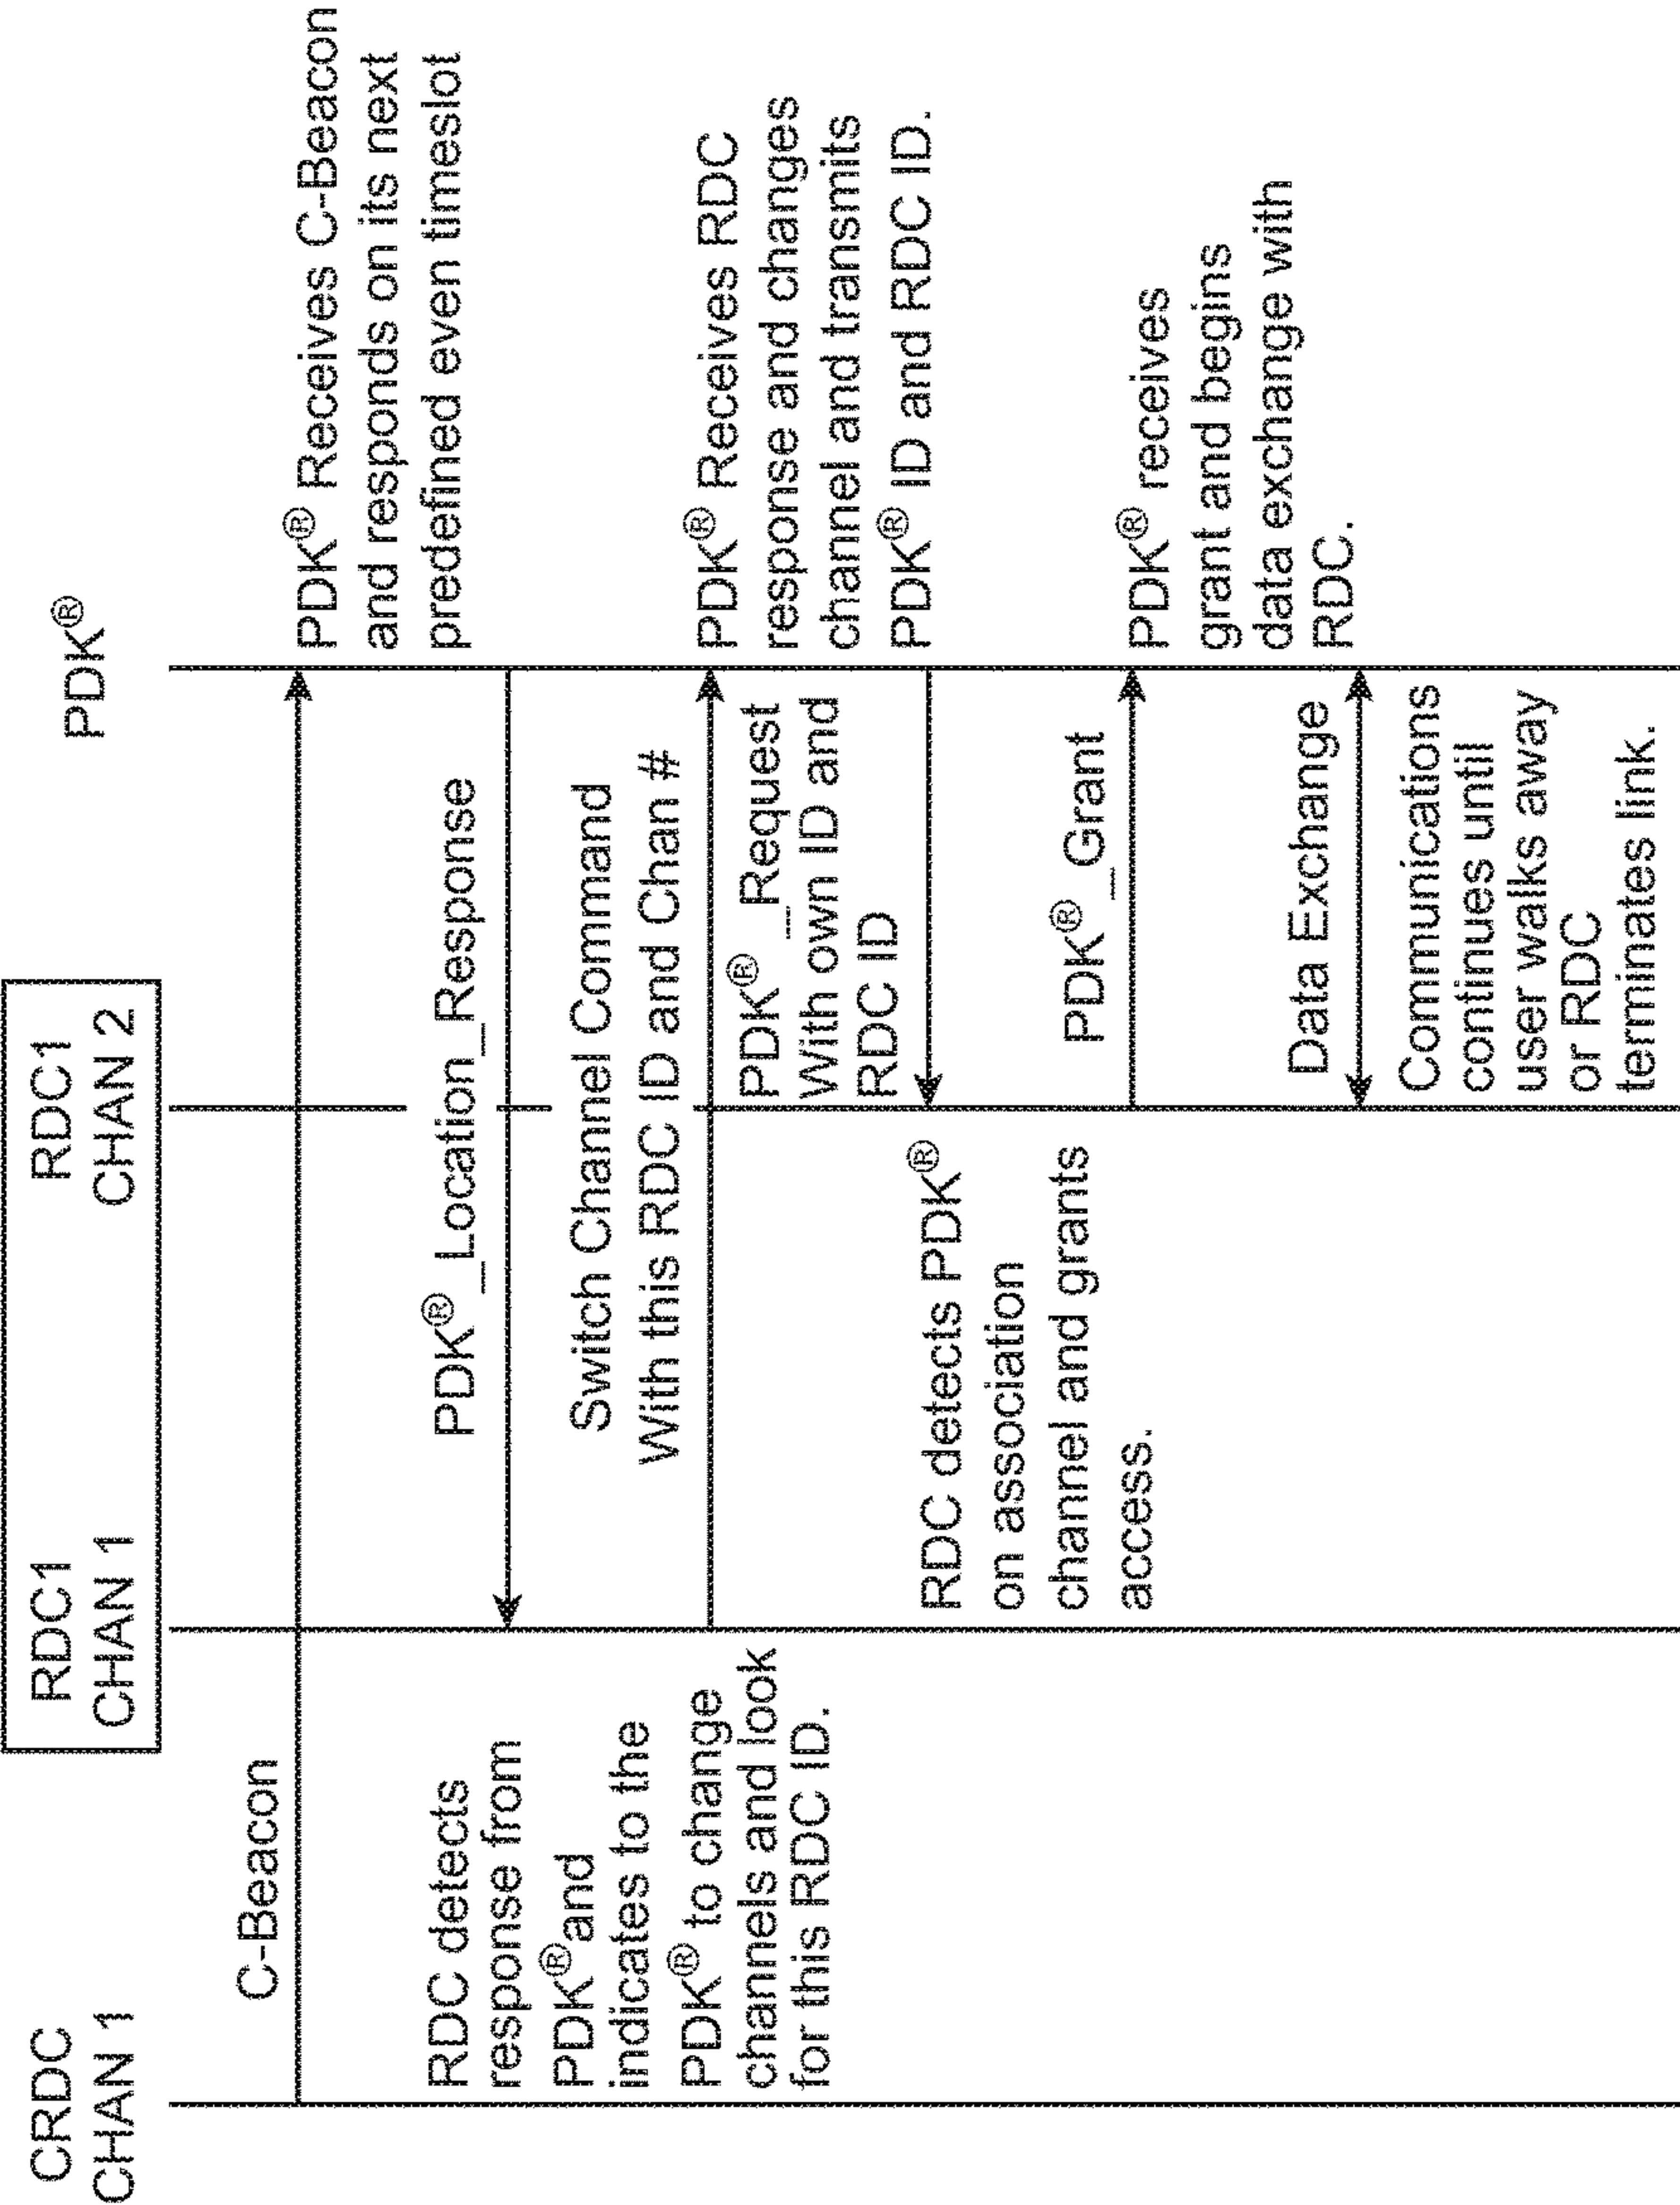 CRDC
CHAN 1
RDC1
CHAN 1
RDC1
CHAN 2
PDK®
C-Beacon
PDK® Receives C-Beacon
and responds on its next
predefined even timeslot
PDK®_Location_Response
RDC detects
response from
PDK®and
indicates to the
PDK® to change
channels and look
for this RDC ID.
Switch Channel Command
With this RDC ID and Chan #
PDK® Receives RDC
response and changes
channel and transmits
PDK® ID and RDC ID.
PDK®_Request
With own ID and
RDC ID
RDC detects PDK®
on association
channel and grants
access.
PDK®_Grant
PDK® receives
grant and begins
data exchange with
RDC.
Data Exchange
Communications
continues until
user walks away
or RDC
terminates link.